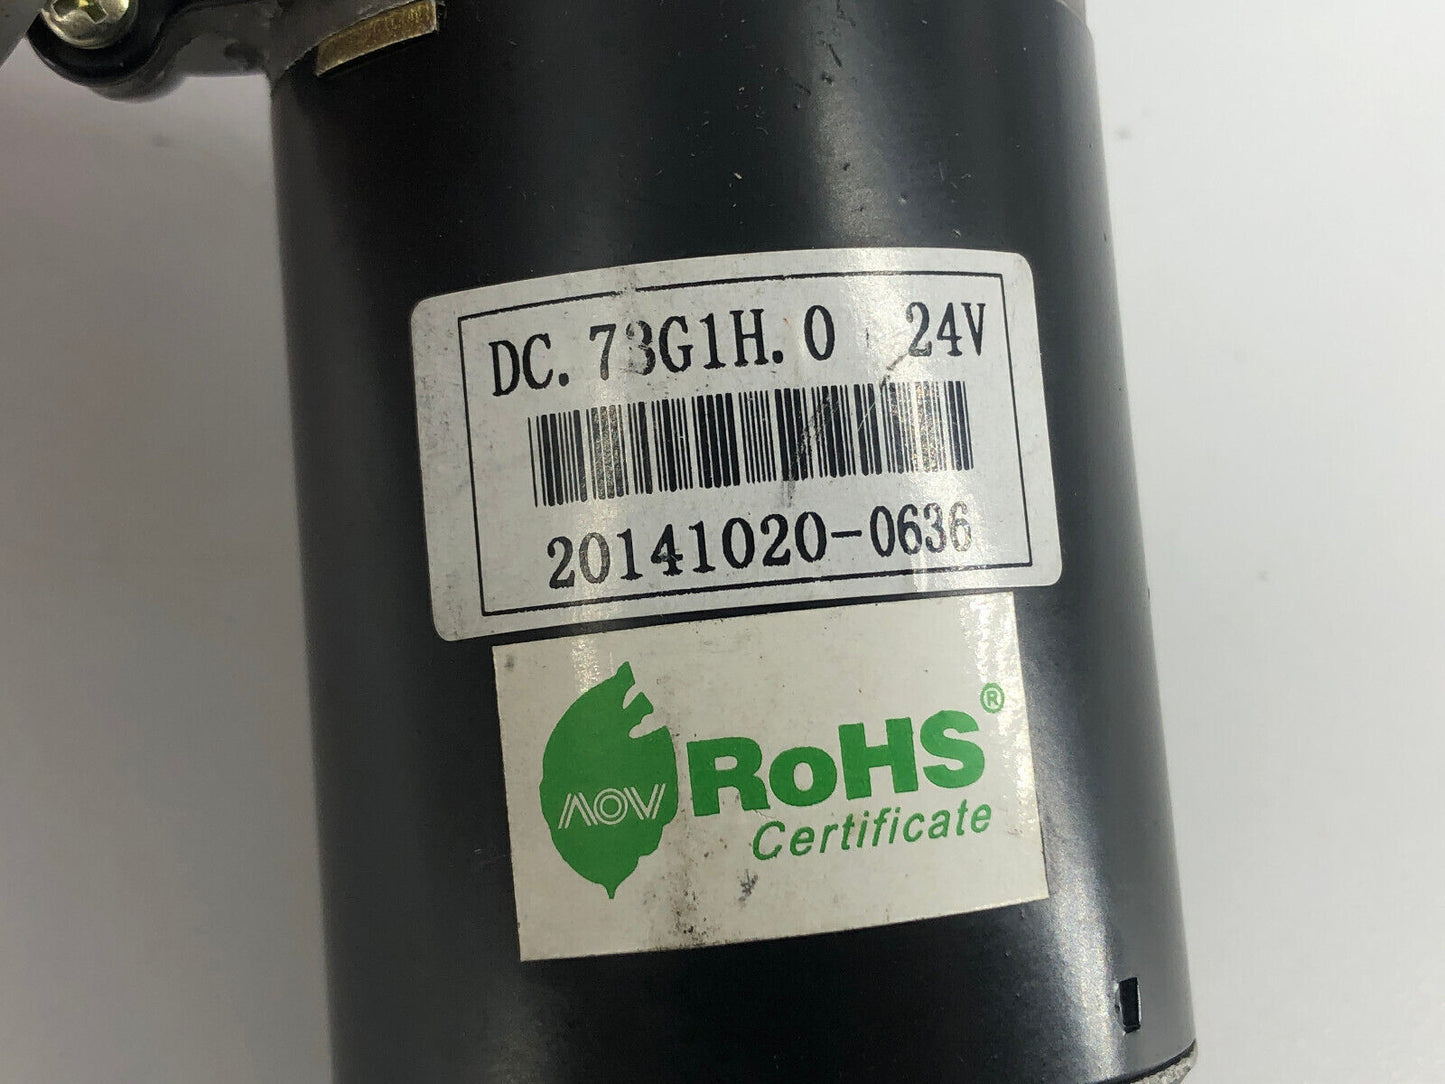 DC.73G1H.0 24V
20141020-0636
RoHS®
AOV
Certificate